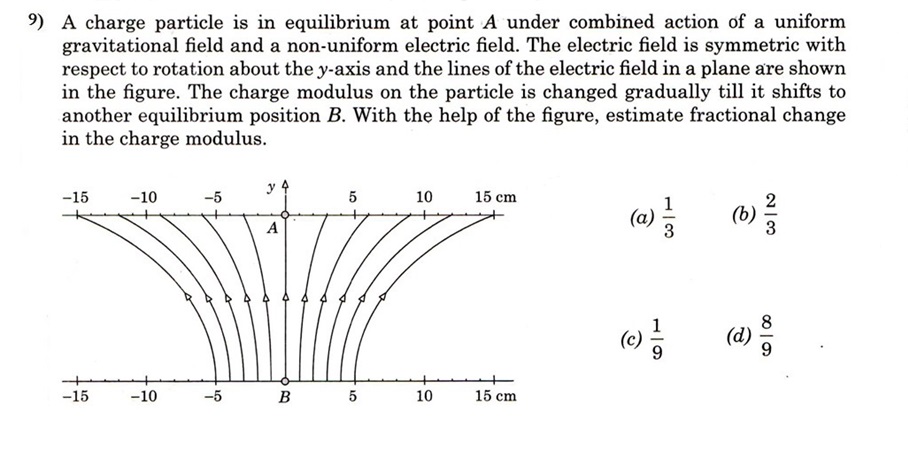 9) A charge particle is in equilibrium at point A under combined action of a uniform
gravitational field and a non-uniform electric field. The electric field is symmetric with
respect to rotation about the y-axis and the lines of the electric field in a plane are shown
in the figure. The charge modulus on the particle is changed gradually till it shifts to
another equilibrium position B. With the help of the figure, estimate fractional change
in the charge modulus.
y
-15 -10 -5 5 10 15 cm
A
(a) 1/3 (b) 2/3
(c) 1/9 (d) 8/9
-15 -10 -5 B 5 10 15 cm